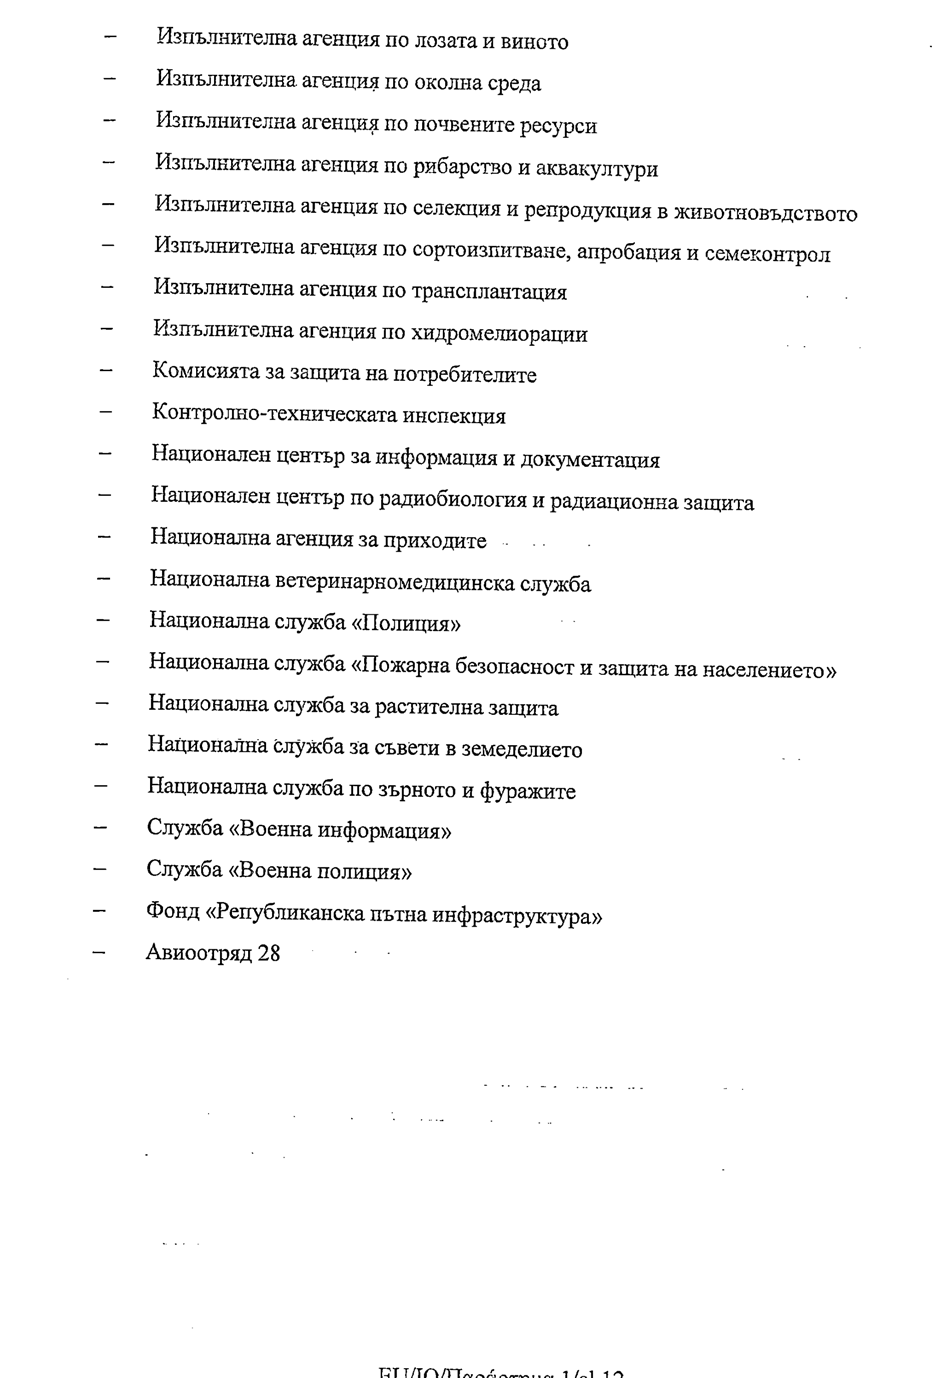 – Изпълнителна агенция по лозата и виното
– Изпълнителна агенция по околна среда
– Изпълнителна агенция по почвените ресурси
– Изпълнителна агенция по рибарство и аквакултури
– Изпълнителна агенция по селекция и репродукция в животновъдството
– Изпълнителна агенция по сортоизпитване, апробация и семеконтрол
– Изпълнителна агенция по трансплантация
– Изпълнителна агенция по хидромелиорации
– Комисията за защита на потребителите
– Контролно-техническата инспекция
– Национален център за информация и документация
– Национален център по радиобиология и радиационна защита
– Национална агенция за приходите
– Национална ветеринарномедицинска служба
– Национална служба «Полиция»
– Национална служба «Пожарна безопасност и защита на населението»
– Национална служба за растителна защита
– Национална служба за съвети в земеделието
– Национална служба по зърното и фуражите
– Служба «Военна информация»
– Служба «Военна полиция»
– Фонд «Републиканска пътна инфраструктура»
– Авиоотряд 28